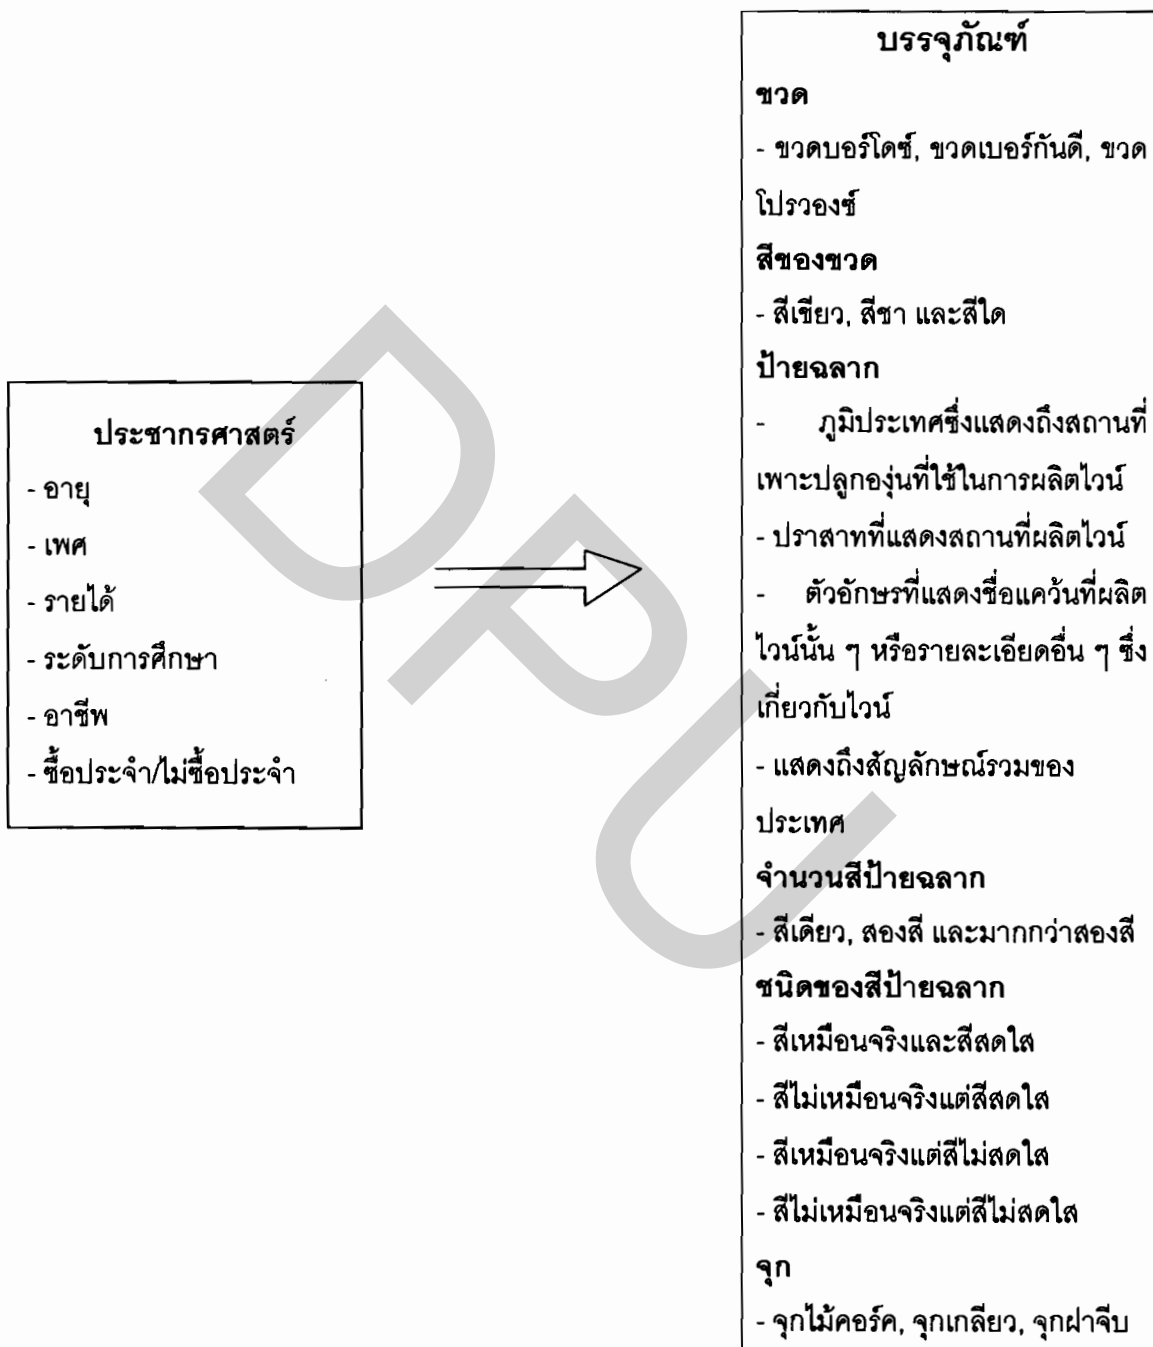 ประชากรศาสตร์
- อายุ
- เพศ
- รายได้
- ระดับการศึกษา
- อาชีพ
- ซื้อประจำ/ไม่ซื้อประจำ
บรรจุภัณฑ์
ขวด
- ขวดบอร์โดซ์, ขวดเบอร์กันดี, ขวด
โปรวองซ์
สีของขวด
- สีเขียว, สีชา และสีใด
ป้ายฉลาก
- ภูมิประเทศซึ่งแสดงถึงสถานที่
เพาะปลูกองุ่นที่ใช้ในการผลิตไวน์
- ปราสาทที่แสดงสถานที่ผลิตไวน์
- ตัวอักษรที่แสดงชื่อแคว้นที่ผลิต
ไวน์นั้น ๆ หรือรายละเอียดอื่น ๆ ซึ่ง
เกี่ยวกับไวน์
- แสดงถึงสัญลักษณ์รวมของ
ประเทศ
จำนวนสีป้ายฉลาก
- สีเดียว, สองสี และมากกว่าสองสี
ชนิดของสีป้ายฉลาก
- สีเหมือนจริงและสีสดใส
- สีไม่เหมือนจริงแต่สีสดใส
- สีเหมือนจริงแต่สีไม่สดใส
- สีไม่เหมือนจริงแต่สีไม่สดใส
จุก
- จุกไม้คอร์ค, จุกเกลียว, จุกฝาจีบ
DPU